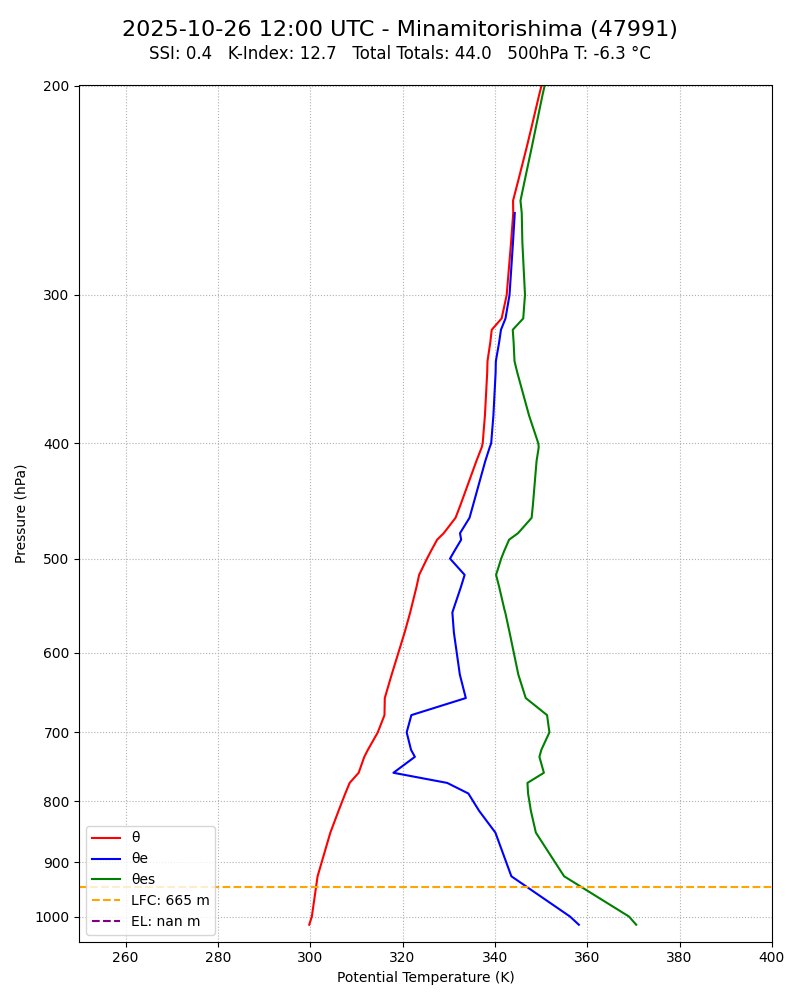 2025-10-26 12:00 UTC - Minamitorishima (47991)
SSI: 0.4   K-Index: 12.7   Total Totals: 44.0   500hPa T: -6.3 °C
200
300
400
500
600
700
800
900
1000
Pressure (hPa)
θ
θe
θes
LFC: 665 m
EL: nan m
260 280 300 320 340 360 380 400
Potential Temperature (K)